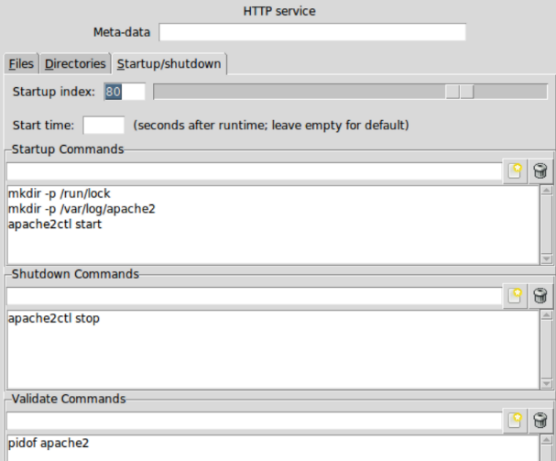 HTTP service
Meta-data
Files Directories Startup/shutdown
Startup index: 80
Start time: (seconds after runtime; leave empty for default)
Startup Commands
mkdir -p /run/lock
mkdir -p /var/log/apache2
apache2ctl start
Shutdown Commands
apache2ctl stop
Validate Commands
pidof apache2